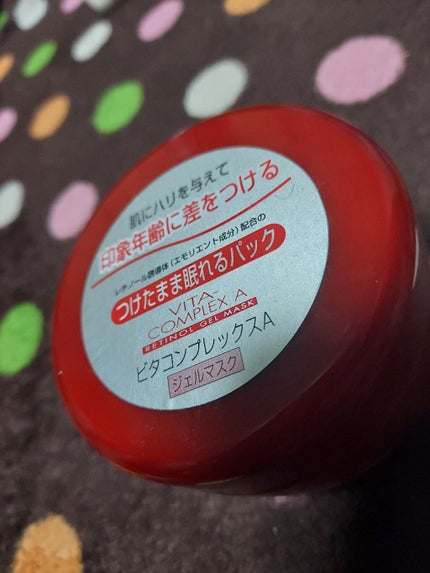 肌にハリを与えて
印象年齢に差をつける
レチノール誘導体(エモリエント成分)配合の
つけたまま眠れるパック
VITA-
COMPLEX A
RETINOL GEL MASK
ビタコンプレックスA
ジェルマスク